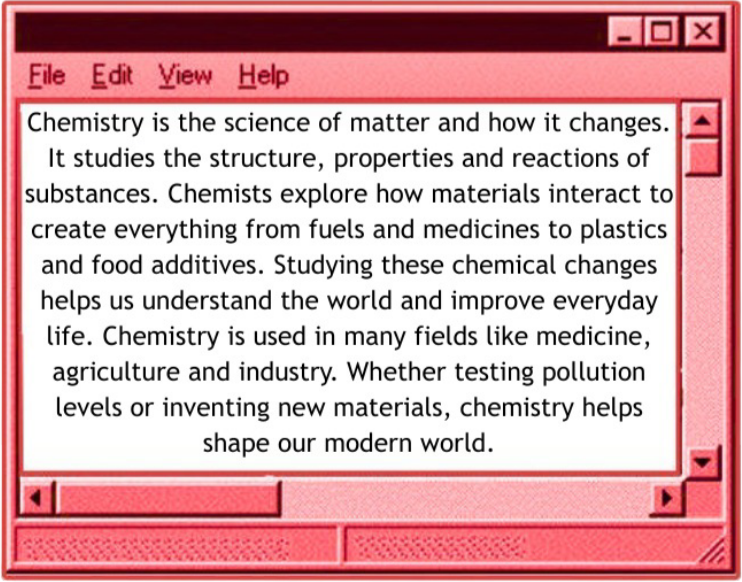 File Edit View Help
Chemistry is the science of matter and how it changes.
It studies the structure, properties and reactions of
substances. Chemists explore how materials interact to
create everything from fuels and medicines to plastics
and food additives. Studying these chemical changes
helps us understand the world and improve everyday
life. Chemistry is used in many fields like medicine,
agriculture and industry. Whether testing pollution
levels or inventing new materials, chemistry helps
shape our modern world.